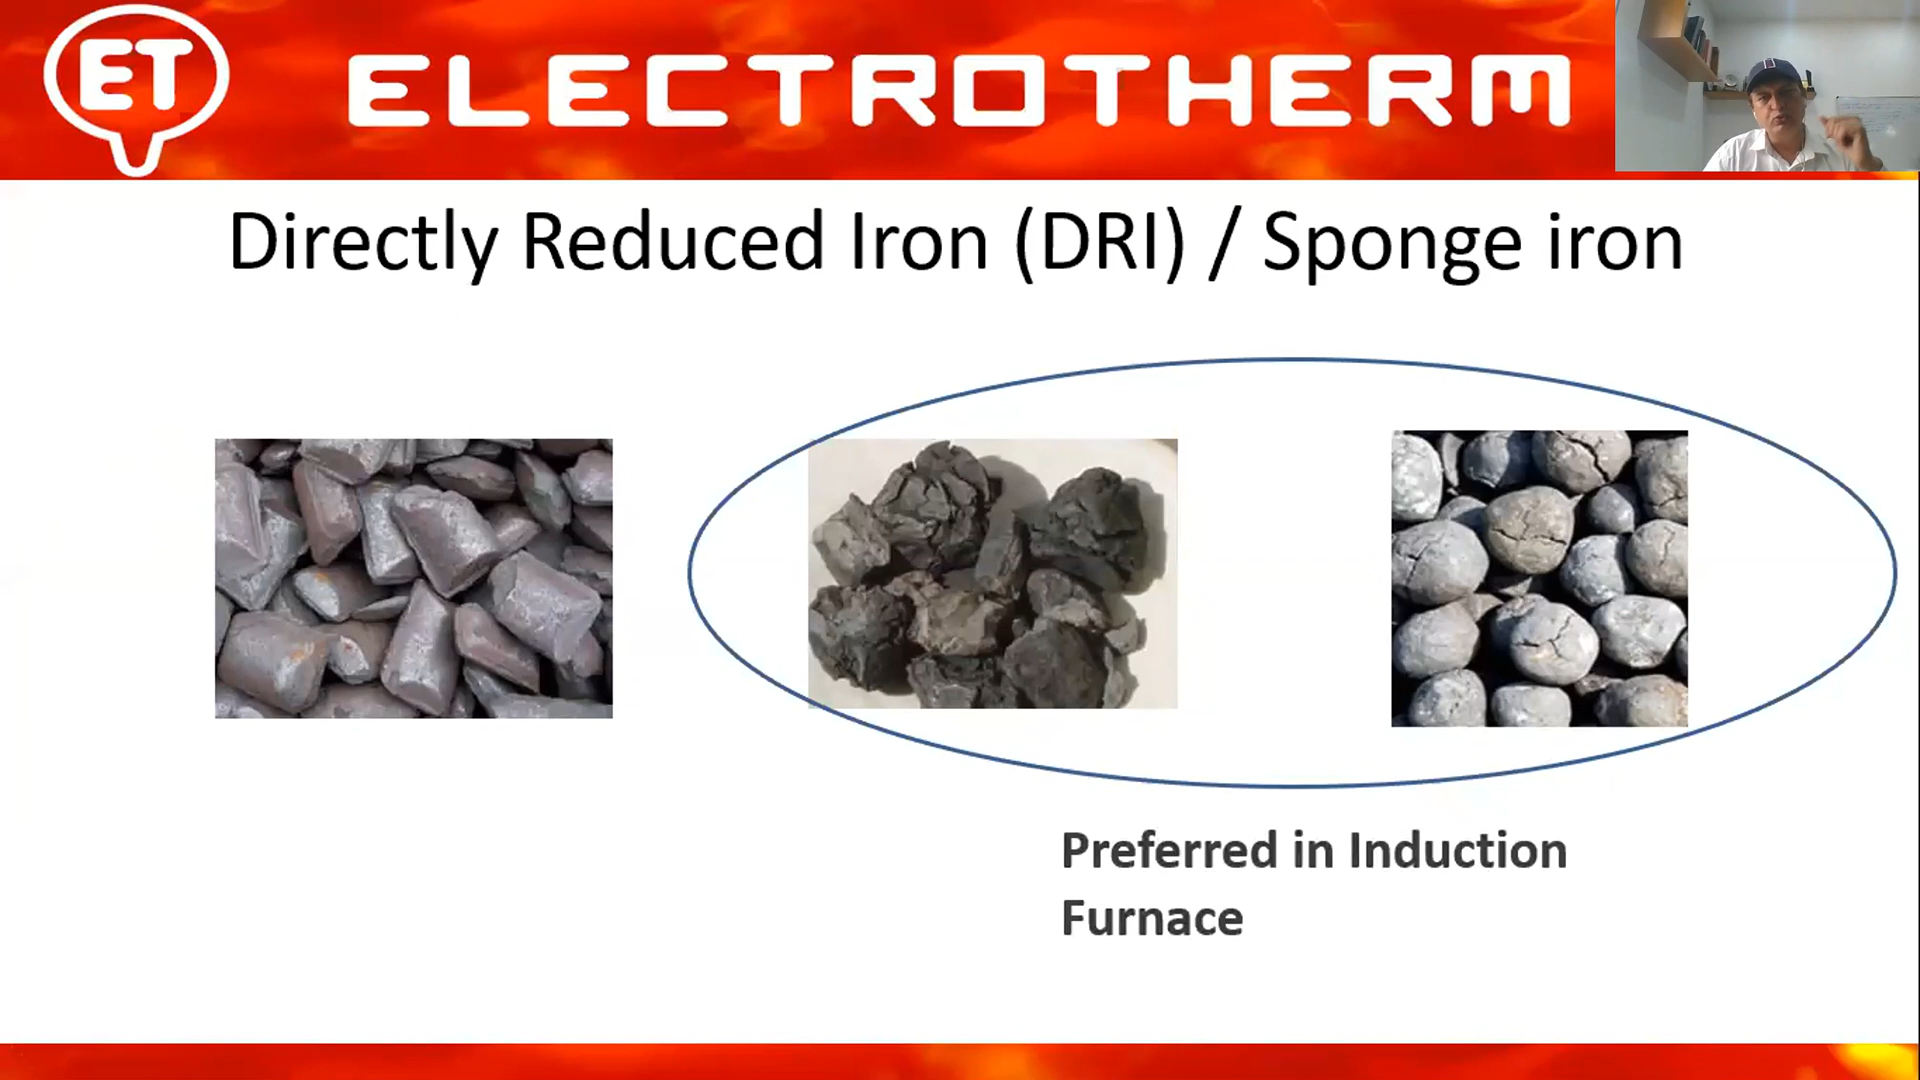 ET
ELECTROTHERM
Directly Reduced Iron (DRI) / Sponge iron
Preferred in Induction
Furnace